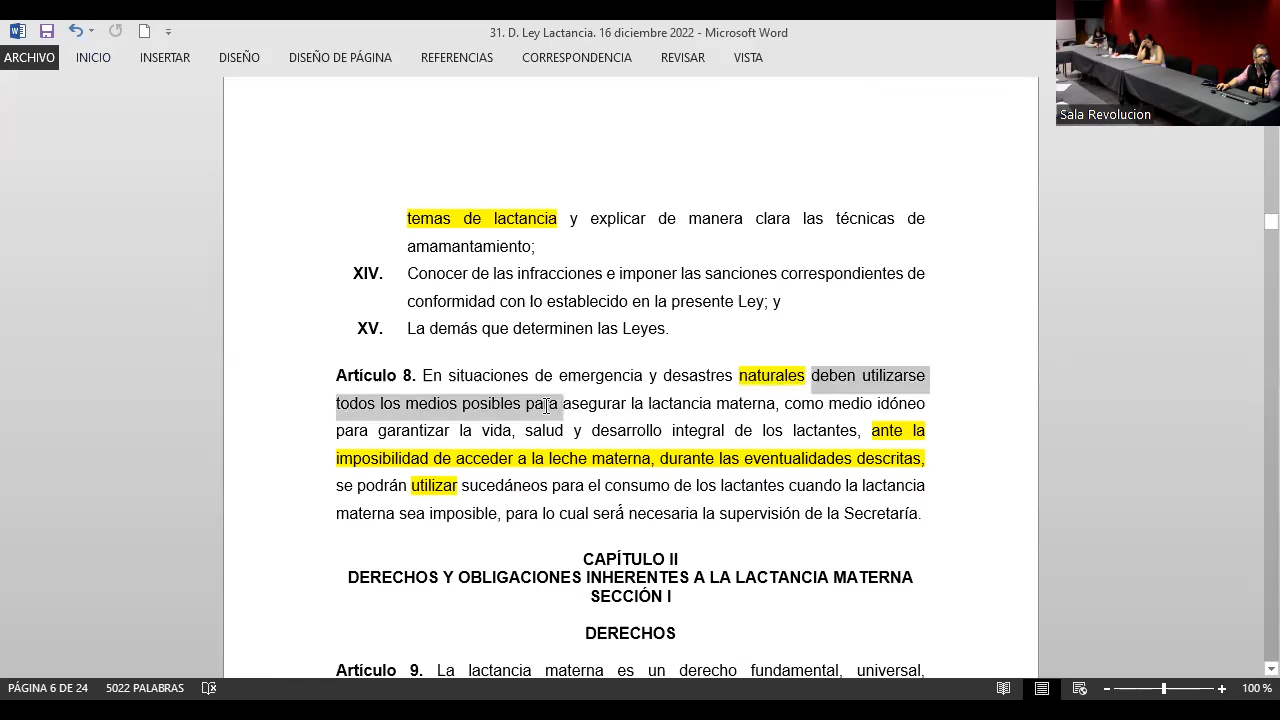 31. D. Ley Lactancia. 16 diciembre 2022 - Microsoft Word
ARCHIVO INICIO INSERTAR DISEÑO DISEÑO DE PÁGINA REFERENCIAS CORRESPONDENCIA REVISAR VISTA
Sala Revolucion
temas de lactancia y explicar de manera clara las técnicas de
amamantamiento;
XIV. Conocer de las infracciones e imponer las sanciones correspondientes de
conformidad con lo establecido en la presente Ley; y
XV. La demás que determinen las Leyes.
Artículo 8. En situaciones de emergencia y desastres naturales deben utilizarse
todos los medios posibles para asegurar la lactancia materna, como medio idóneo
para garantizar la vida, salud y desarrollo integral de los lactantes, ante la
imposibilidad de acceder a la leche materna, durante las eventualidades descritas,
se podrán utilizar sucedáneos para el consumo de los lactantes cuando la lactancia
materna sea imposible, para lo cual será necesaria la supervisión de la Secretaría.
CAPÍTULO II
DERECHOS Y OBLIGACIONES INHERENTES A LA LACTANCIA MATERNA
SECCIÓN I
DERECHOS
Artículo 9. La lactancia materna es un derecho fundamental, universal,
PÁGINA 6 DE 24 5022 PALABRAS 100 %